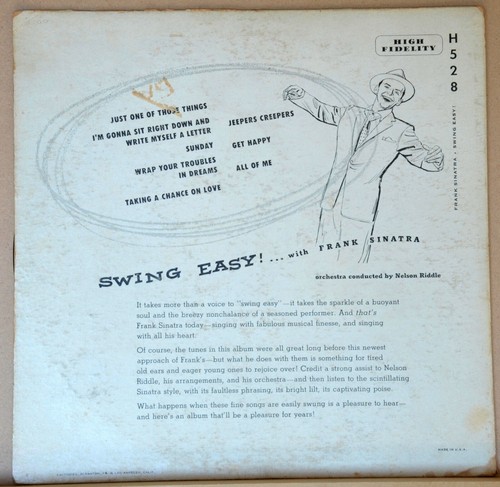 HIGH
FIDELITY
H528
FRANK SINATRA • SWING EASY!
JUST ONE OF THOSE THINGS
I'M GONNA SIT RIGHT DOWN AND
WRITE MYSELF A LETTER
SUNDAY
WRAP YOUR TROUBLES
IN DREAMS
TAKING A CHANCE ON LOVE
JEEPERS CREEPERS
GET HAPPY
ALL OF ME
SWING EASY! ... with FRANK SINATRA
orchestra conducted by Nelson Riddle
It takes more than a voice to "swing easy"—it takes the sparkle of a buoyant
soul and the breezy nonchalance of a seasoned performer. And that's
Frank Sinatra today—singing with fabulous musical finesse, and singing
with all his heart.
Of course, the tunes in this album were all great long before this newest
approach of Frank's—but what he does with them is something for tired
old ears and eager young ones to rejoice over! Credit a strong assist to Nelson
Riddle, his arrangements, and his orchestra—and then listen to the scintillating
Sinatra style, with its faultless phrasing, its bright lilt, its captivating poise.
What happens when these fine songs are easily swung is a pleasure to hear—
and here's an album that'll be a pleasure for years!
MADE IN U.S.A.